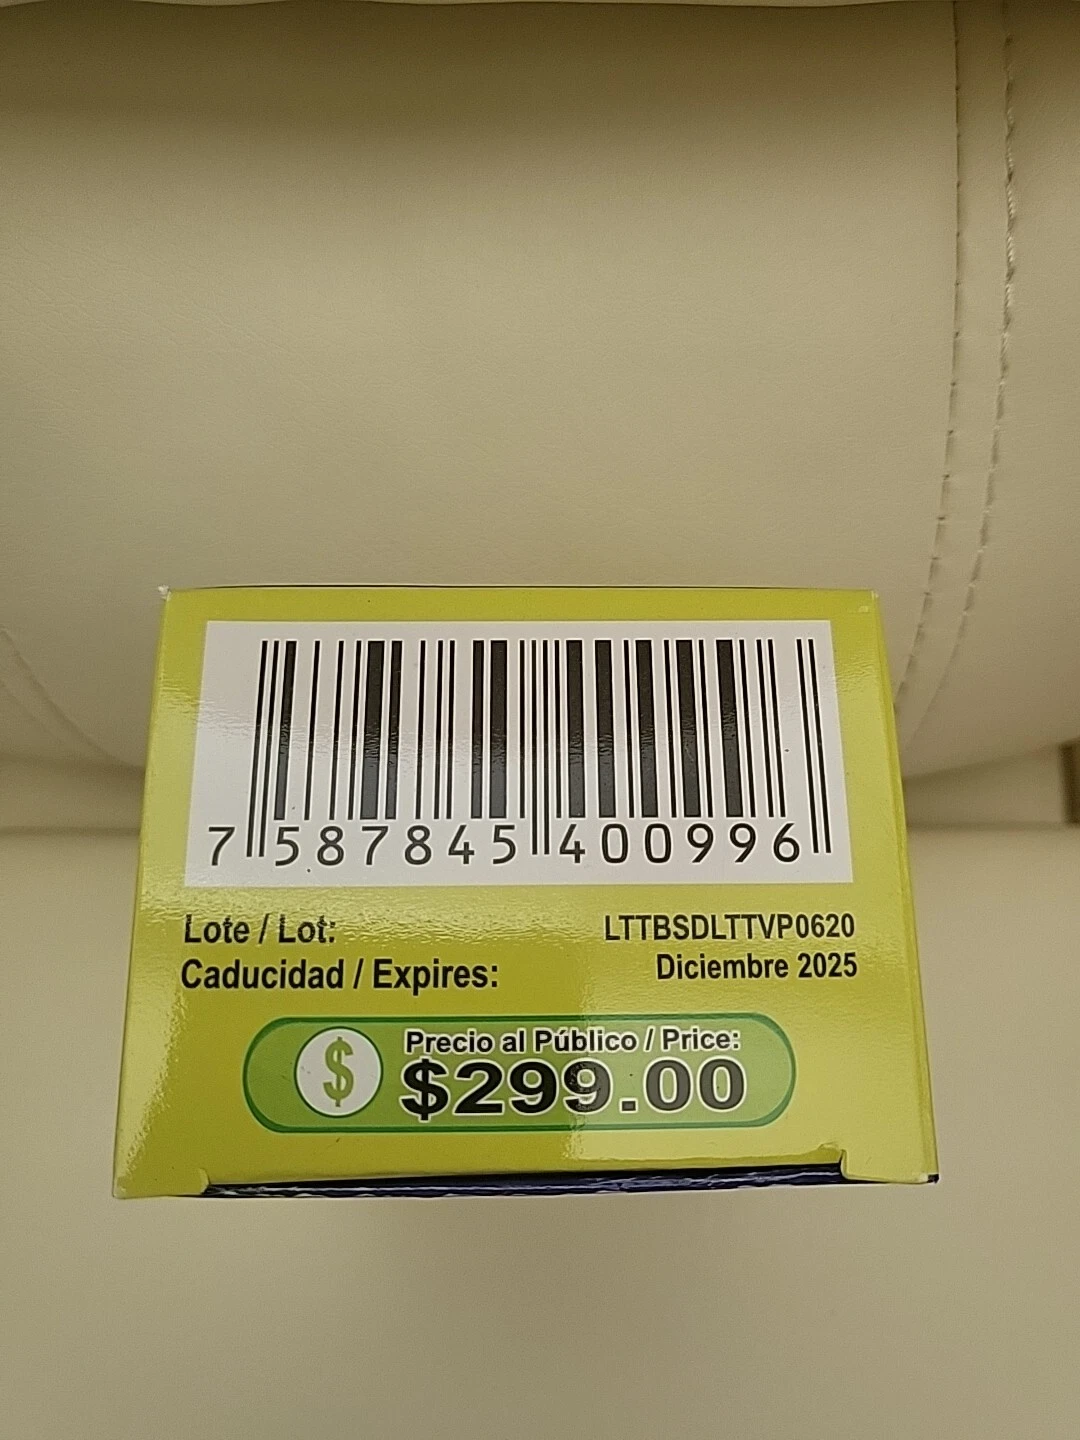 7 587845 400996
Lote / Lot: LTTBSDLTTVP0620
Caducidad / Expires: Diciembre 2025
$ Precio al Público / Price:
$299.00